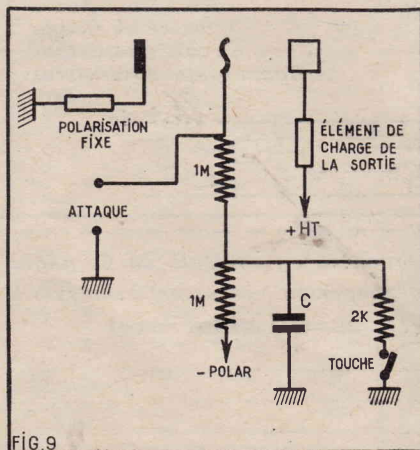 POLARISATION
FIXE
ÉLÉMENT DE
CHARGE DE
LA SORTIE
1M
ATTAQUE
+HT
1M
C
2K
TOUCHE
- POLAR
FIG.9